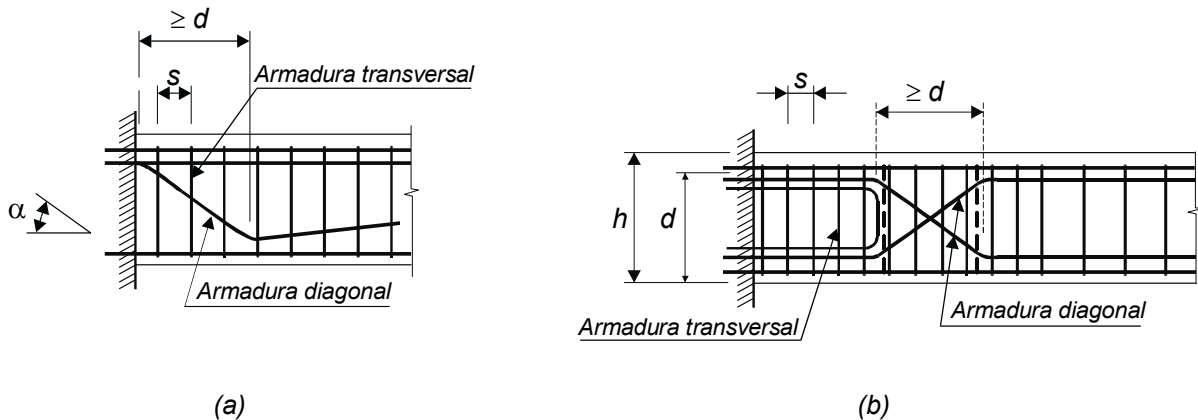 ≥ d
s
Armadura transversal
α
Armadura diagonal
(a)
s
≥ d
h
d
Armadura transversal
Armadura diagonal
(b)